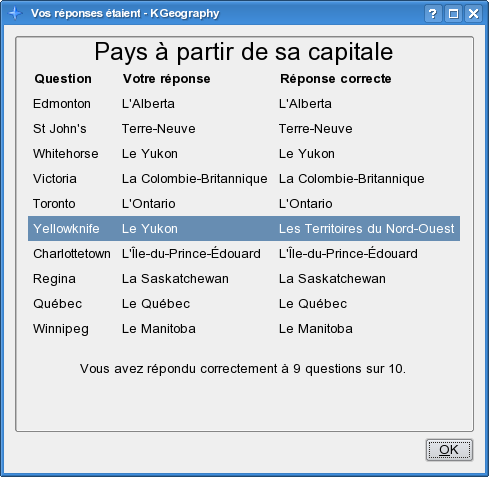 Vos réponses étaient - KGeography
Pays à partir de sa capitale
Question Votre réponse Réponse correcte
Edmonton L'Alberta L'Alberta
St John's Terre-Neuve Terre-Neuve
Whitehorse Le Yukon Le Yukon
Victoria La Colombie-Britannique La Colombie-Britannique
Toronto L'Ontario L'Ontario
Yellowknife Le Yukon Les Territoires du Nord-Ouest
Charlottetown L'Île-du-Prince-Édouard L'Île-du-Prince-Édouard
Regina La Saskatchewan La Saskatchewan
Québec Le Québec Le Québec
Winnipeg Le Manitoba Le Manitoba
Vous avez répondu correctement à 9 questions sur 10.
OK